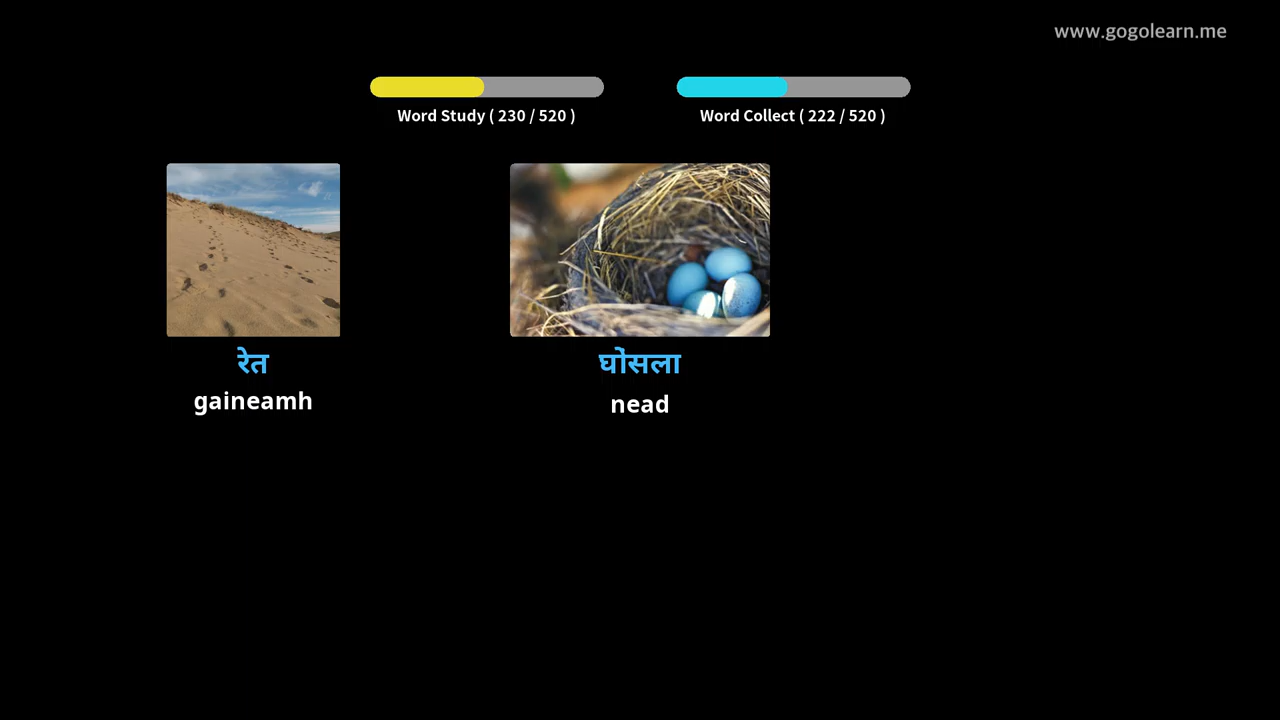 www.gogolearn.me
Word Study ( 230 / 520 )
Word Collect ( 222 / 520 )
रेत
gaineamh
घोंसला
nead